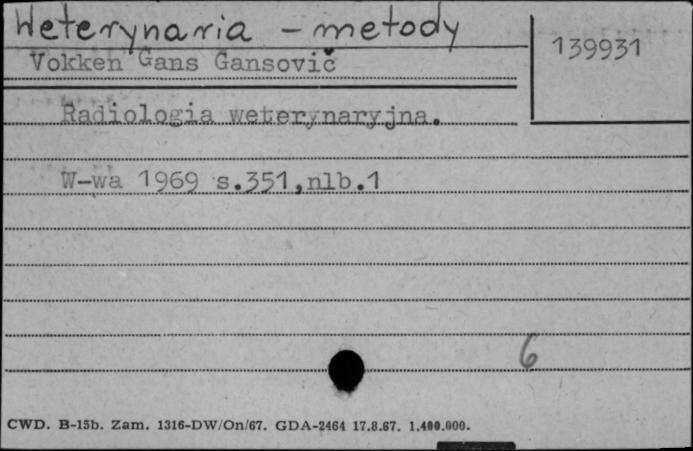 Weterynaria - metody
139931
Vokken Gans Gansovič
Radiologia weterynaryjna.
W-wa 1969 s.351,nlb.1
6
CWD. B-15b. Zam. 1316-DW/On/67. GDA-2464 17.8.67. 1.400.000.